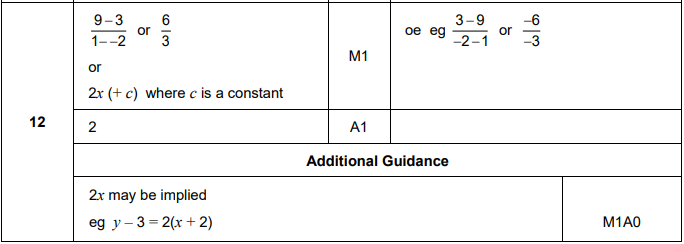 12
9 – 3 / 1 – –2 or 6 / 3
or
2x (+ c) where c is a constant
M1
oe eg 3 – 9 / –2 – 1 or –6 / –3
2
A1
Additional Guidance
2x may be implied
eg y – 3 = 2(x + 2)
M1A0